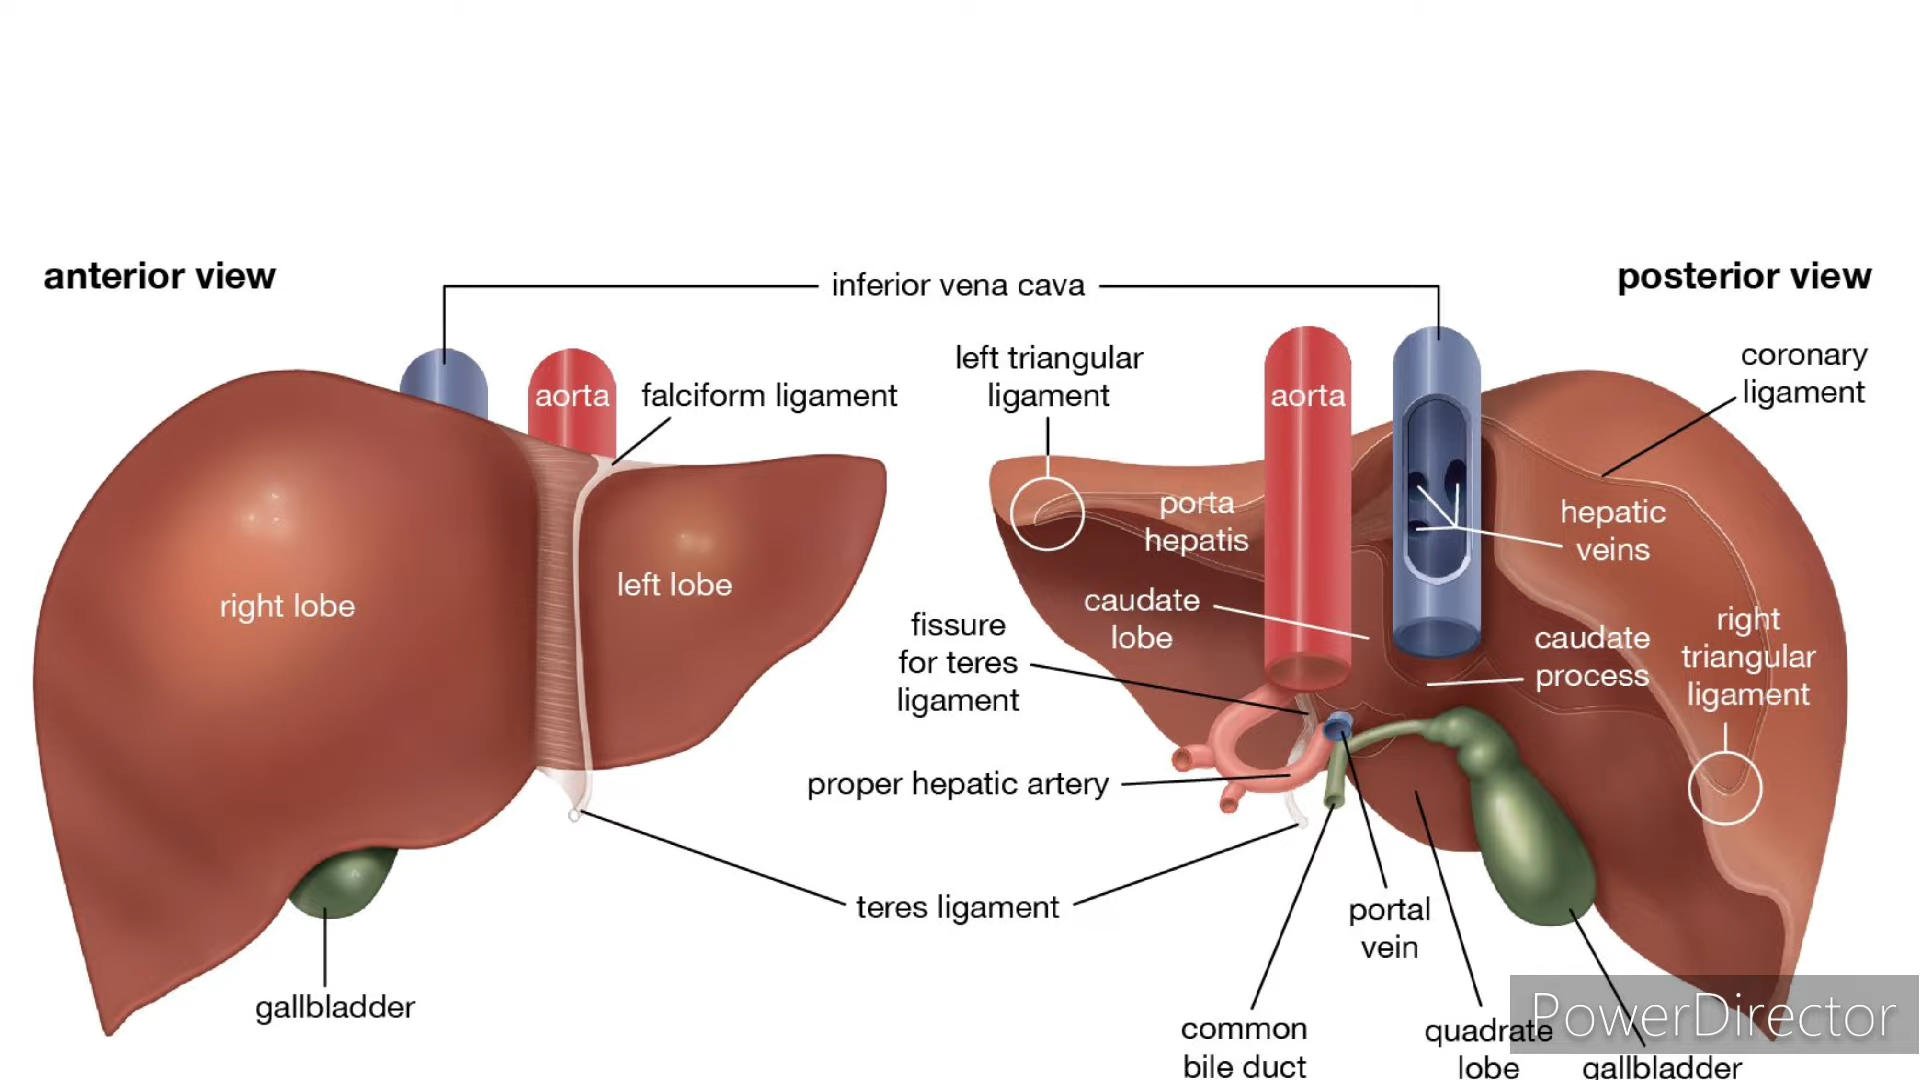 anterior view
inferior vena cava
posterior view
left triangular
ligament
coronary
ligament
aorta
falciform ligament
aorta
porta
hepatis
hepatic
veins
right lobe
left lobe
caudate
lobe
fissure
for teres
ligament
caudate
process
right
triangular
ligament
proper hepatic artery
teres ligament
portal
vein
gallbladder
common
bile duct
quadrate
lobe
gallbladder
PowerDirector